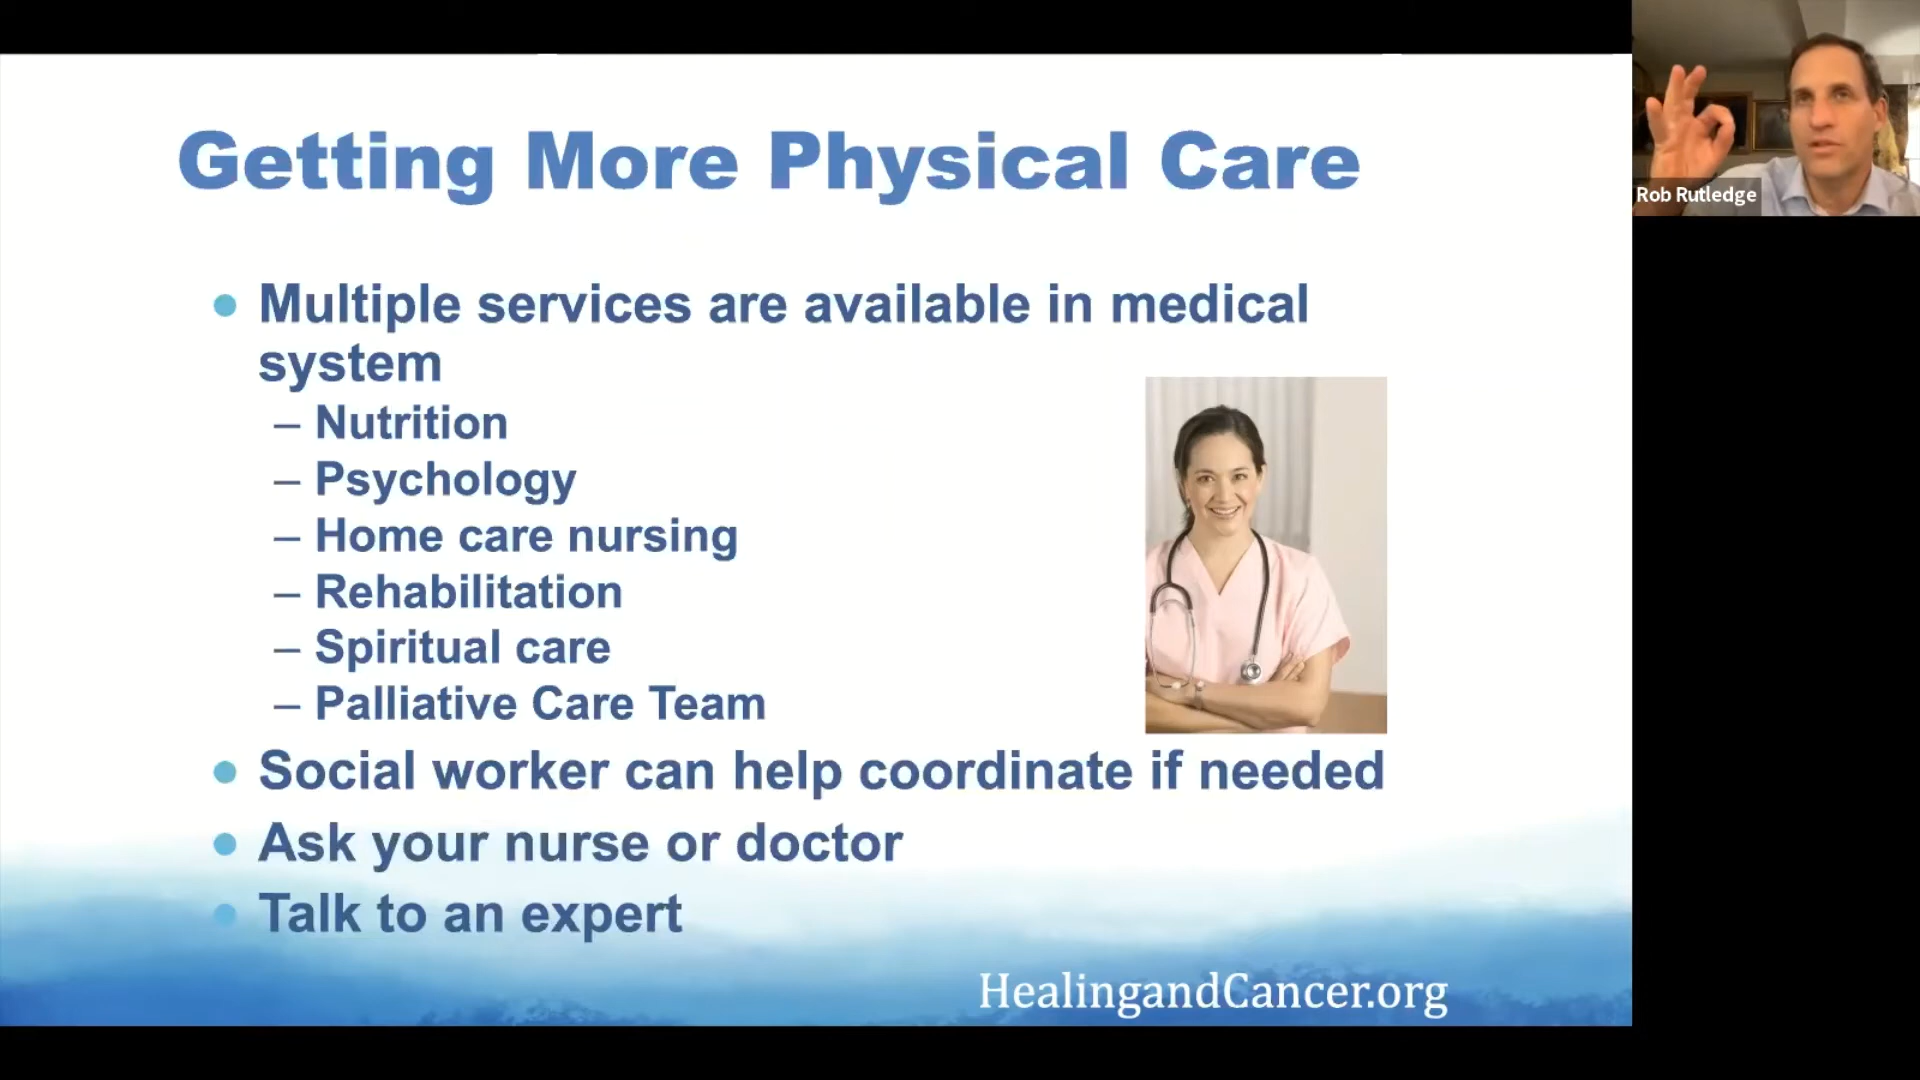 Getting More Physical Care
Rob Rutledge
• Multiple services are available in medical
system
– Nutrition
– Psychology
– Home care nursing
– Rehabilitation
– Spiritual care
– Palliative Care Team
• Social worker can help coordinate if needed
• Ask your nurse or doctor
• Talk to an expert
HealingandCancer.org